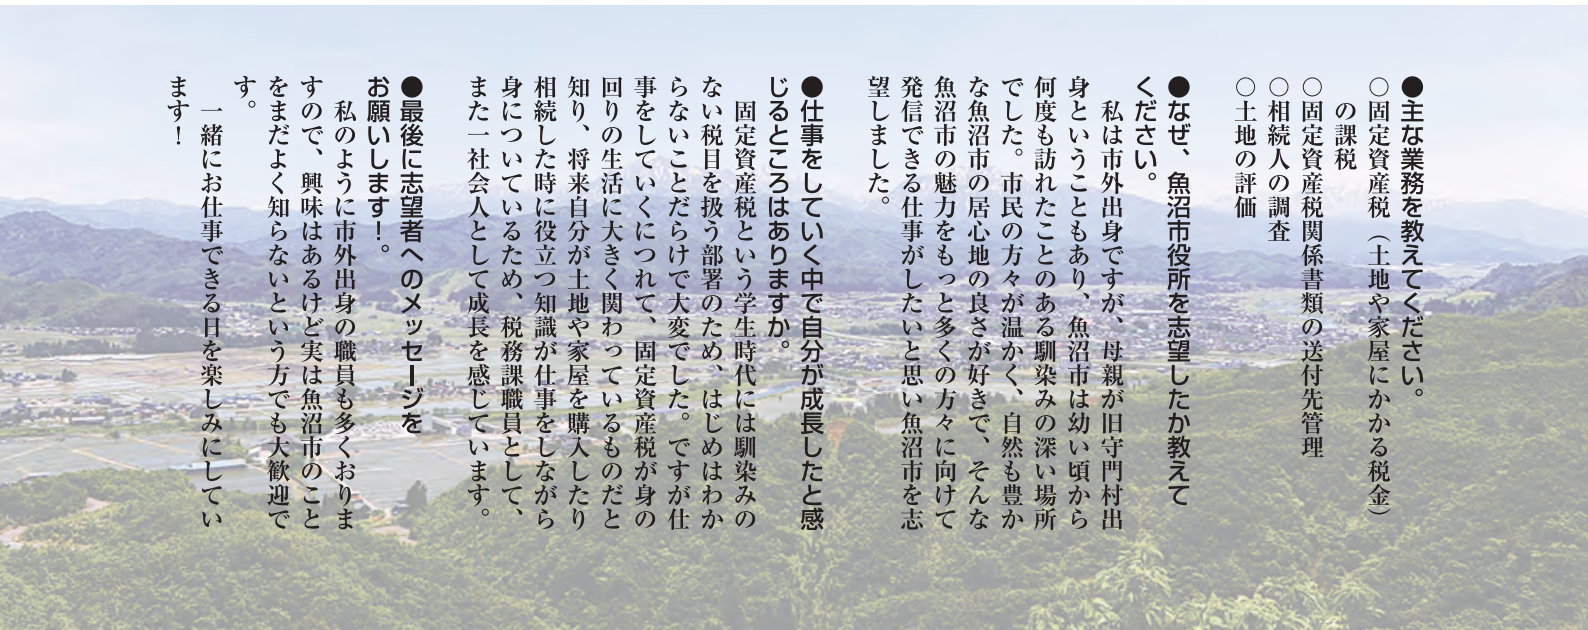 ●主な業務を教えてください。
○固定資産税（土地や家屋にかかる税金）
の課税
○固定資産税関係書類の送付先管理
○相続人の調査
○土地の評価
●なぜ、魚沼市役所を志望したか教えて
ください。
私は市外出身ですが、母親が旧守門村出
身ということもあり、魚沼市は幼い頃から
何度も訪れたことのある馴染みの深い場所
でした。市民の方々が温かく、自然も豊か
な魚沼市の居心地の良さが好きで、そんな
魚沼市の魅力をもっと多くの方々に向けて
発信できる仕事がしたいと思い魚沼市を志
望しました。
●仕事をしていく中で自分が成長したと感
じるところはありますか。
固定資産税という学生時代には馴染みの
ない税目を扱う部署のため、はじめはわか
らないことだらけで大変でした。ですが仕
事をしていくにつれて、固定資産税が身の
回りの生活に大きく関わっているものだと
知り、将来自分が土地や家屋を購入したり
相続した時に役立つ知識が仕事をしながら
身についているため、税務課職員として、
また一社会人として成長を感じています。
●最後に志望者へのメッセージを
お願いします！。
私のように市外出身の職員も多くおりま
すので、興味はあるけど実は魚沼市のこと
をまだよく知らないという方でも大歓迎で
す。
一緒にお仕事できる日を楽しみにしてい
ます！